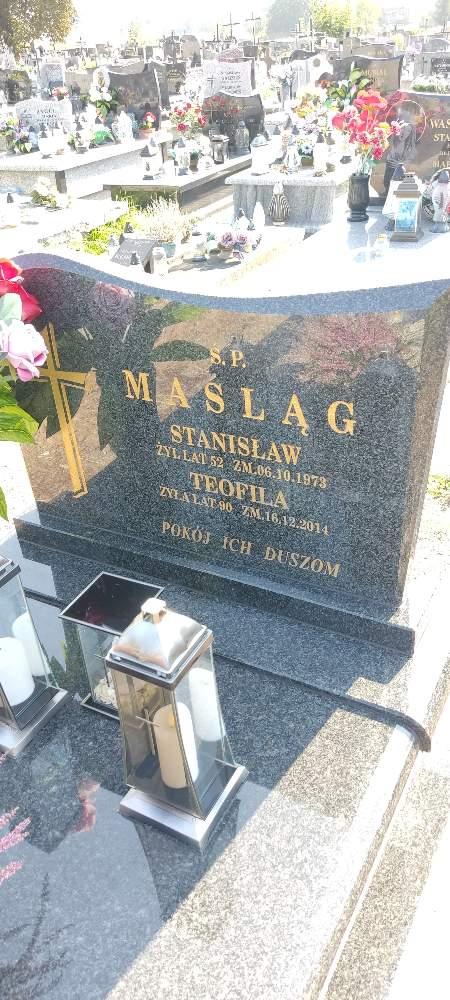 Ś.P.
MAŚLĄG
STANISŁAW
ŻYŁ LAT 52 ZM.06.10.1973
TEOFILA
ŻYŁA LAT 90 ZM.16.12.2014
POKÓJ ICH DUSZOM